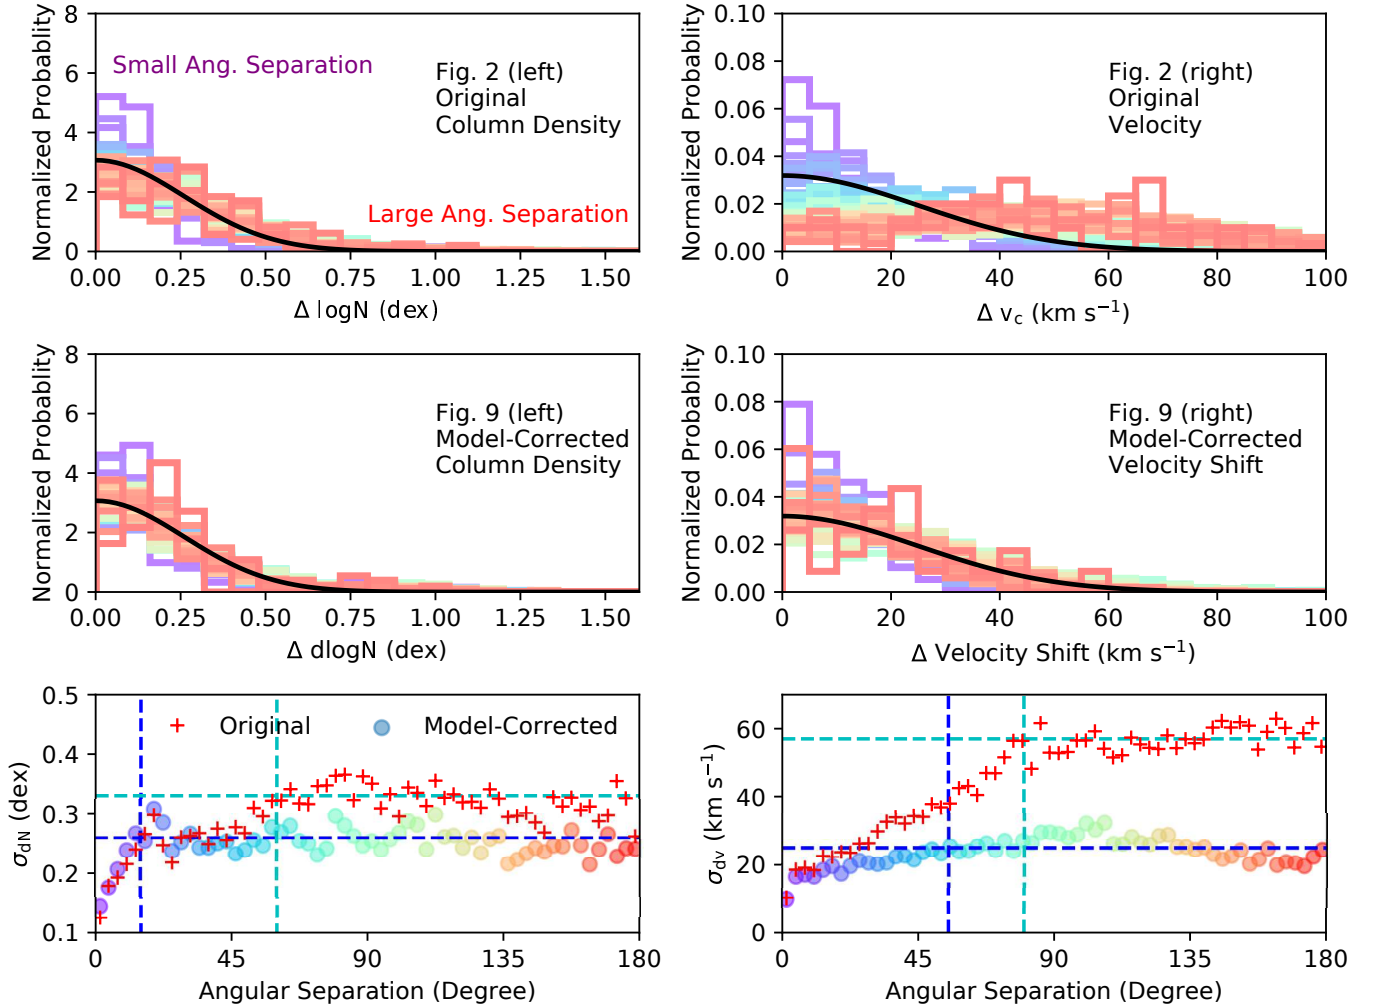 Normalized Probablity
8
6
4
2
0
Small Ang. Separation
Fig. 2 (left)
Original
Column Density
Large Ang. Separation
0.00 0.25 0.50 0.75 1.00 1.25 1.50
Δ logN (dex)
Normalized Probablity
0.10
0.08
0.06
0.04
0.02
0.00
Fig. 2 (right)
Original
Velocity
0 20 40 60 80 100
Δ v_c (km s⁻¹)
Normalized Probablity
8
6
4
2
0
Fig. 9 (left)
Model-Corrected
Column Density
0.00 0.25 0.50 0.75 1.00 1.25 1.50
Δ dlogN (dex)
Normalized Probablity
0.10
0.08
0.06
0.04
0.02
0.00
Fig. 9 (right)
Model-Corrected
Velocity Shift
0 20 40 60 80 100
Δ Velocity Shift (km s⁻¹)
σ_dN (dex)
0.5
0.4
0.3
0.2
0.1
Original
Model-Corrected
0 45 90 135 180
Angular Separation (Degree)
σ_dv (km s⁻¹)
60
40
20
0
0 45 90 135 180
Angular Separation (Degree)